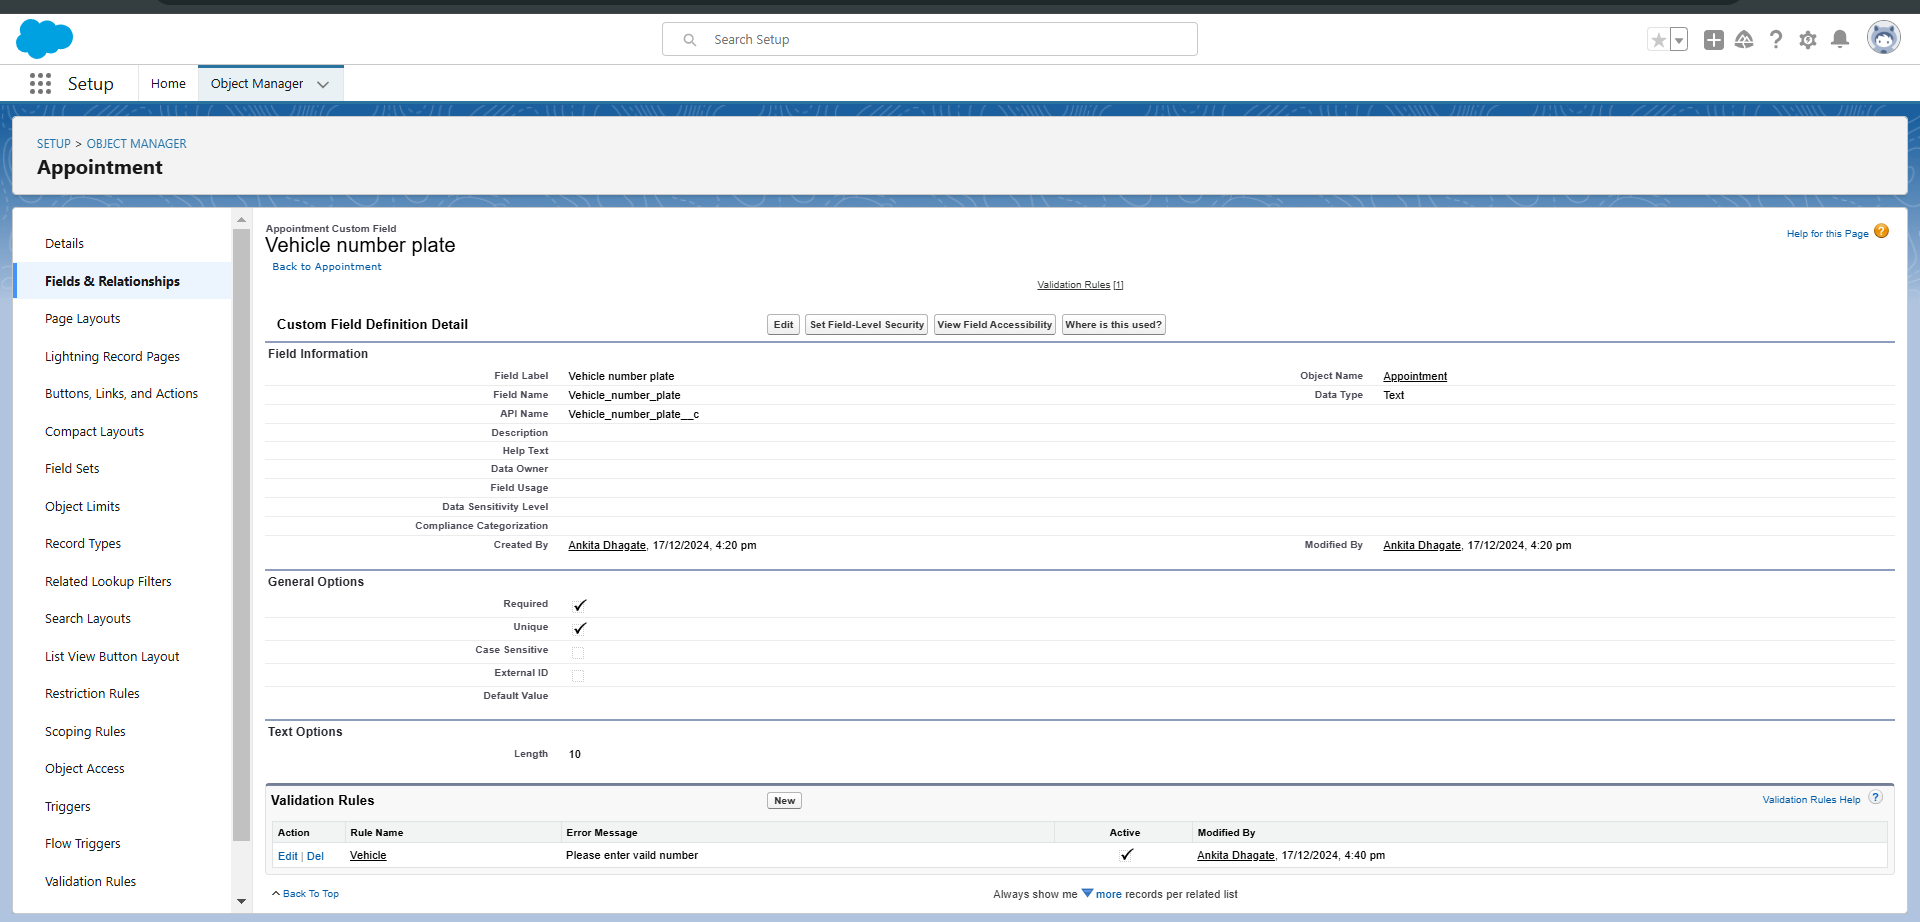 Search Setup
Setup
Home
Object Manager
SETUP > OBJECT MANAGER
Appointment
Details
Fields & Relationships
Page Layouts
Lightning Record Pages
Buttons, Links, and Actions
Compact Layouts
Field Sets
Object Limits
Record Types
Related Lookup Filters
Search Layouts
List View Button Layout
Restriction Rules
Scoping Rules
Object Access
Triggers
Flow Triggers
Validation Rules
Appointment Custom Field
Vehicle number plate
Back to Appointment
Help for this Page ?
Validation Rules [1]
Custom Field Definition Detail
Edit Set Field-Level Security View Field Accessibility Where is this used?
Field Information
Field Label Vehicle number plate Object Name Appointment
Field Name Vehicle_number_plate Data Type Text
API Name Vehicle_number_plate__c
Description
Help Text
Data Owner
Field Usage
Data Sensitivity Level
Compliance Categorization
Created By Ankita Dhagate, 17/12/2024, 4:20 pm Modified By Ankita Dhagate, 17/12/2024, 4:20 pm
General Options
Required
Unique
Case Sensitive
External ID
Default Value
Text Options
Length 10
Validation Rules New Validation Rules Help ?
Action Rule Name Error Message Active Modified By
Edit | Del Vehicle Please enter vaild number Ankita Dhagate, 17/12/2024, 4:40 pm
Back To Top Always show me more records per related list